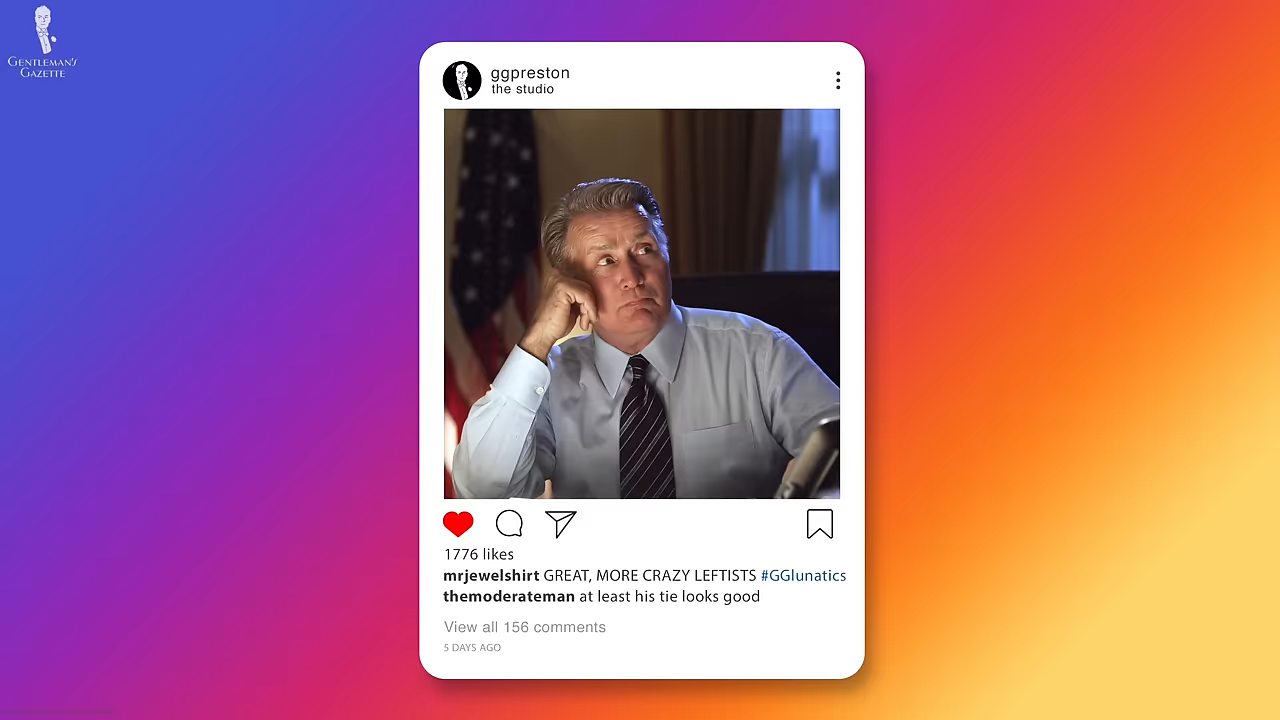 GENTLEMAN'S
GAZETTE
ggpreston
the studio
1776 likes
mrjewelshirt GREAT, MORE CRAZY LEFTISTS #GGlunatics
themoderateman at least his tie looks good
View all 156 comments
5 DAYS AGO